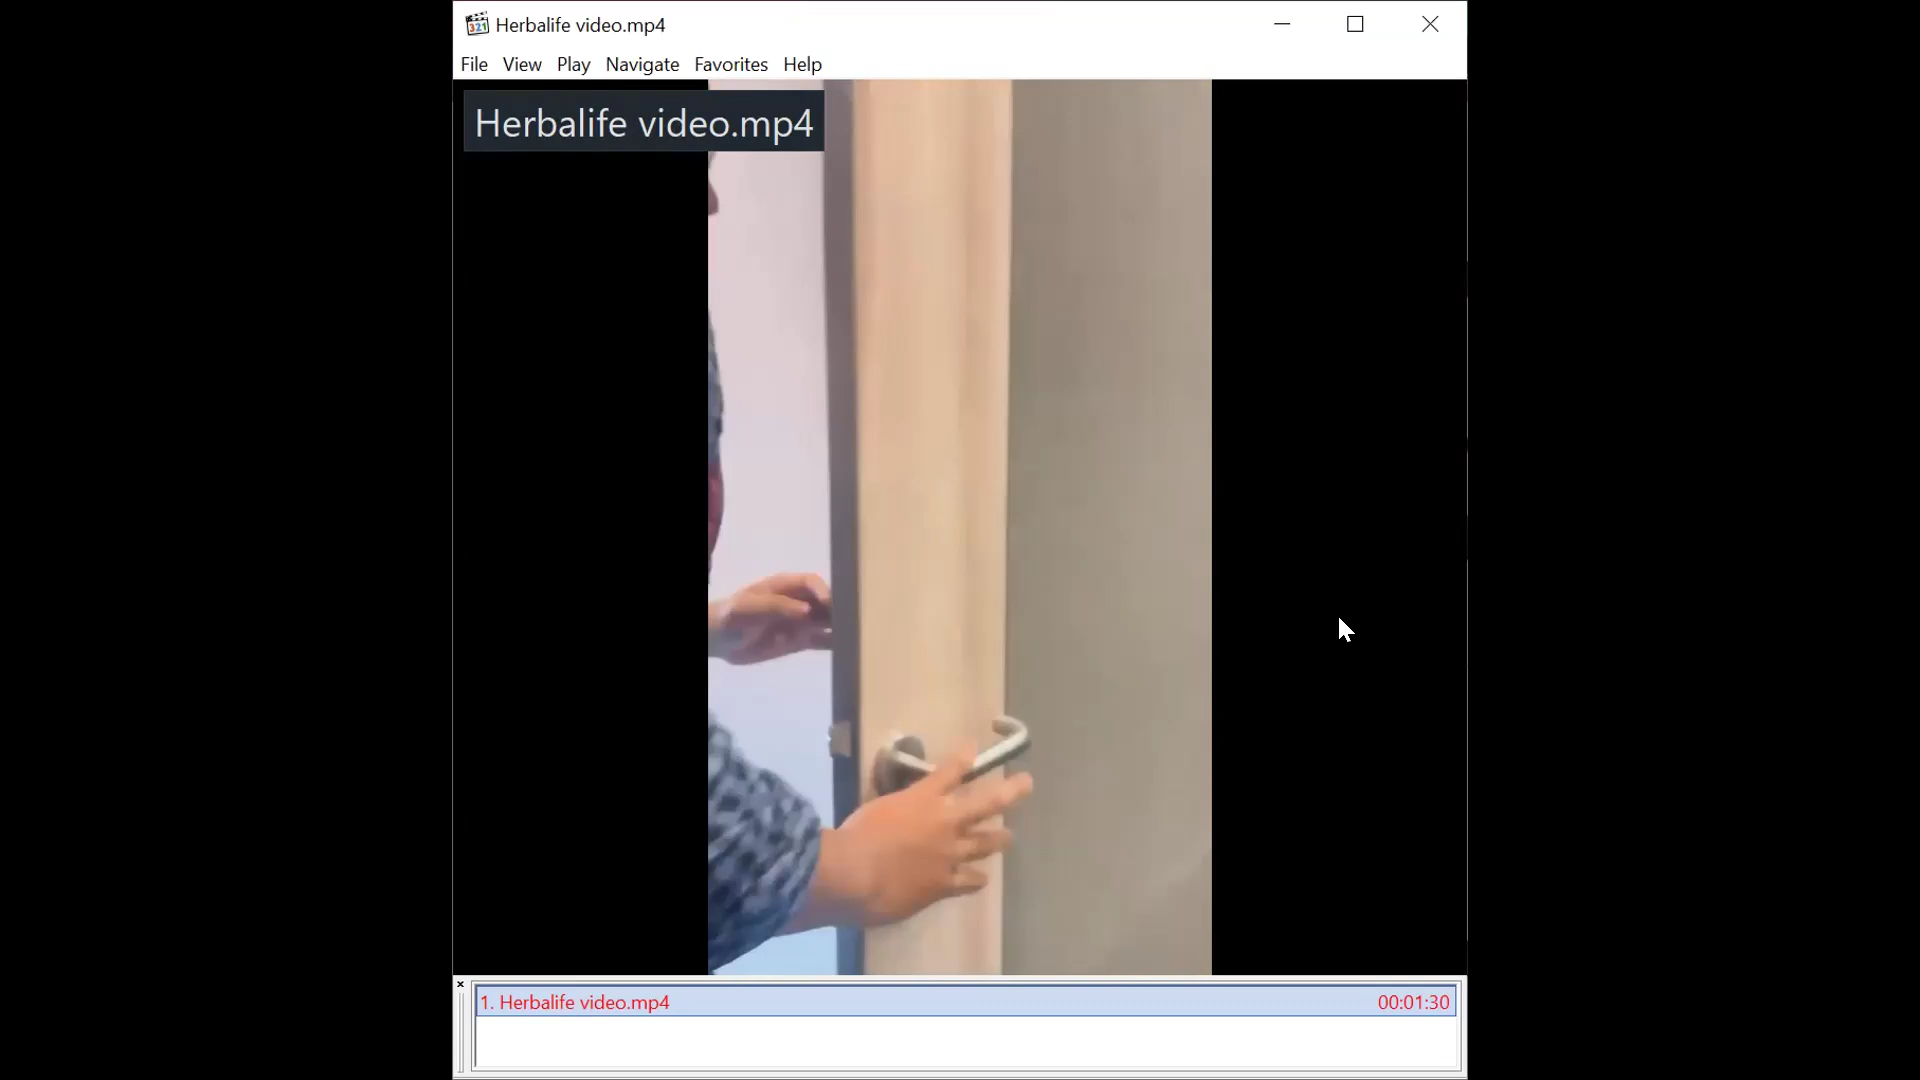 321
Herbalife video.mp4
File View Play Navigate Favorites Help
Herbalife video.mp4
1. Herbalife video.mp4 00:01:30